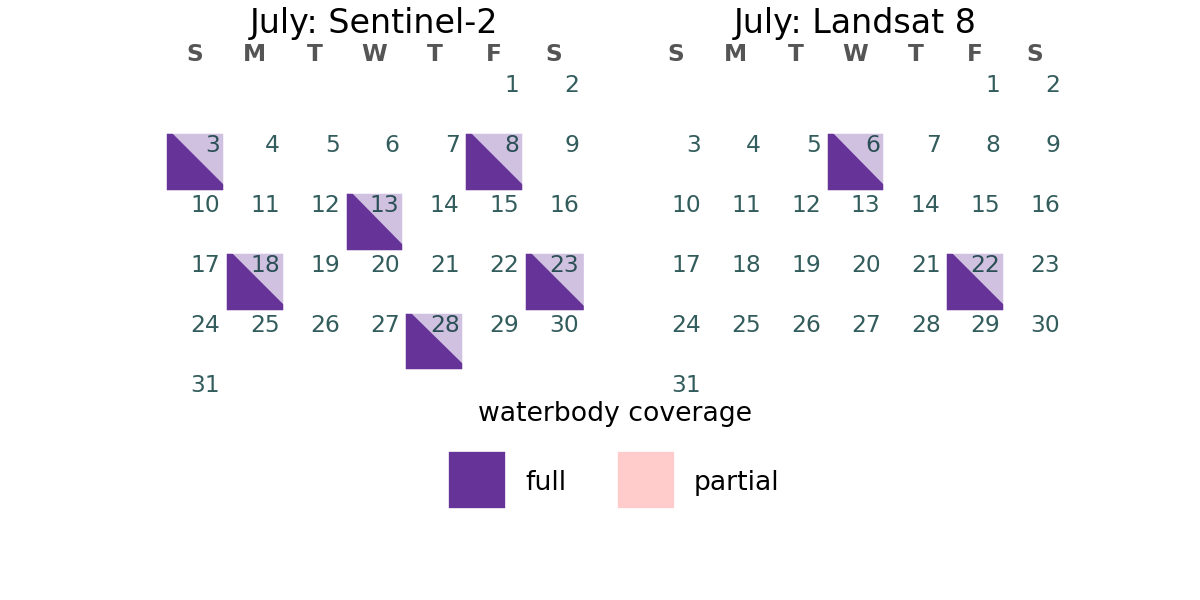 July: Sentinel-2
S M T W T F S
1 2
3 4 5 6 7 8 9
10 11 12 13 14 15 16
17 18 19 20 21 22 23
24 25 26 27 28 29 30
31
July: Landsat 8
S M T W T F S
1 2
3 4 5 6 7 8 9
10 11 12 13 14 15 16
17 18 19 20 21 22 23
24 25 26 27 28 29 30
31
waterbody coverage
full partial